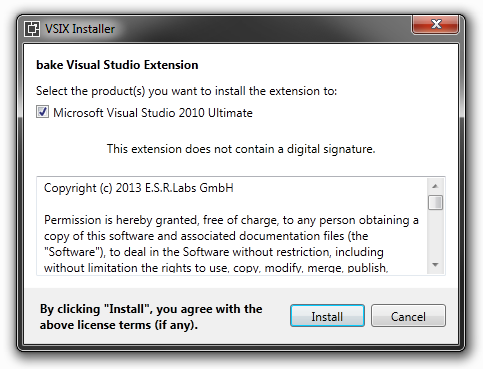 VSIX Installer
bake Visual Studio Extension
Select the product(s) you want to install the extension to:
Microsoft Visual Studio 2010 Ultimate
This extension does not contain a digital signature.
Copyright (c) 2013 E.S.R.Labs GmbH
Permission is hereby granted, free of charge, to any person obtaining a
copy of this software and associated documentation files (the
"Software"), to deal in the Software without restriction, including
without limitation the rights to use, copy, modify, merge, publish,
By clicking "Install", you agree with the
above license terms (if any).
Install
Cancel